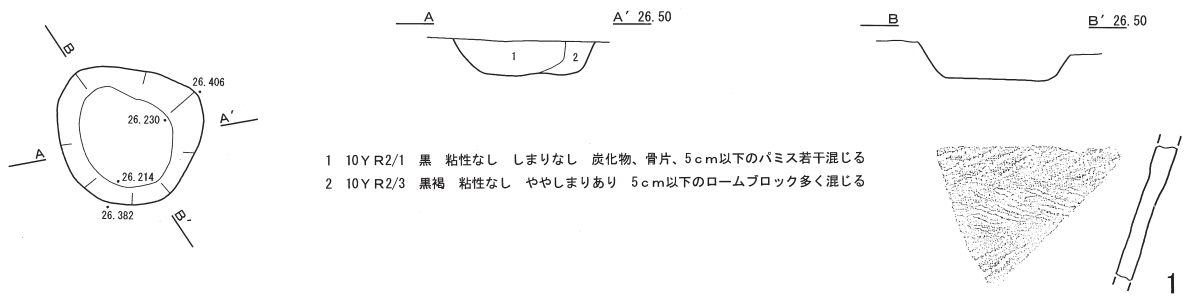 B
26.406
26.230
A′
A
26.214
26.382
B′
A A′ 26.50
1 2
B B′ 26.50
1 10YR2/1 黒 粘性なし しまりなし 炭化物、骨片、5cm以下のパミス若干混じる
2 10YR2/3 黒褐 粘性なし ややしまりあり 5cm以下のロームブロック多く混じる
1